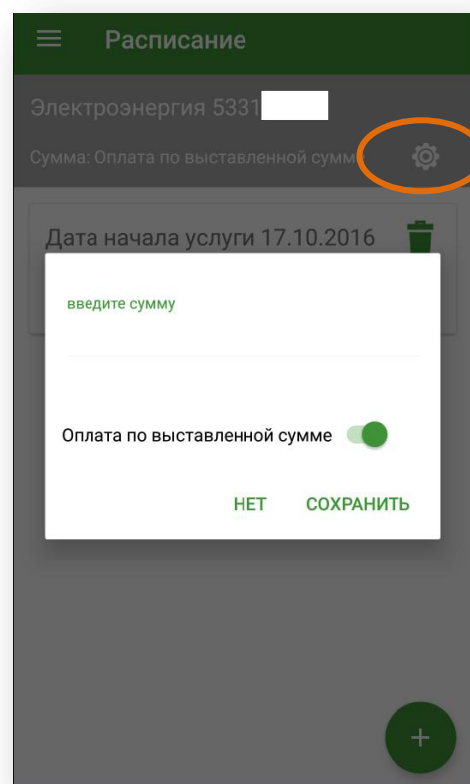 Расписание
Электроэнергия 5331
Сумма: Оплата по выставленной сумме
Дата начала услуги 17.10.2016
введите сумму
Оплата по выставленной сумме
НЕТ СОХРАНИТЬ